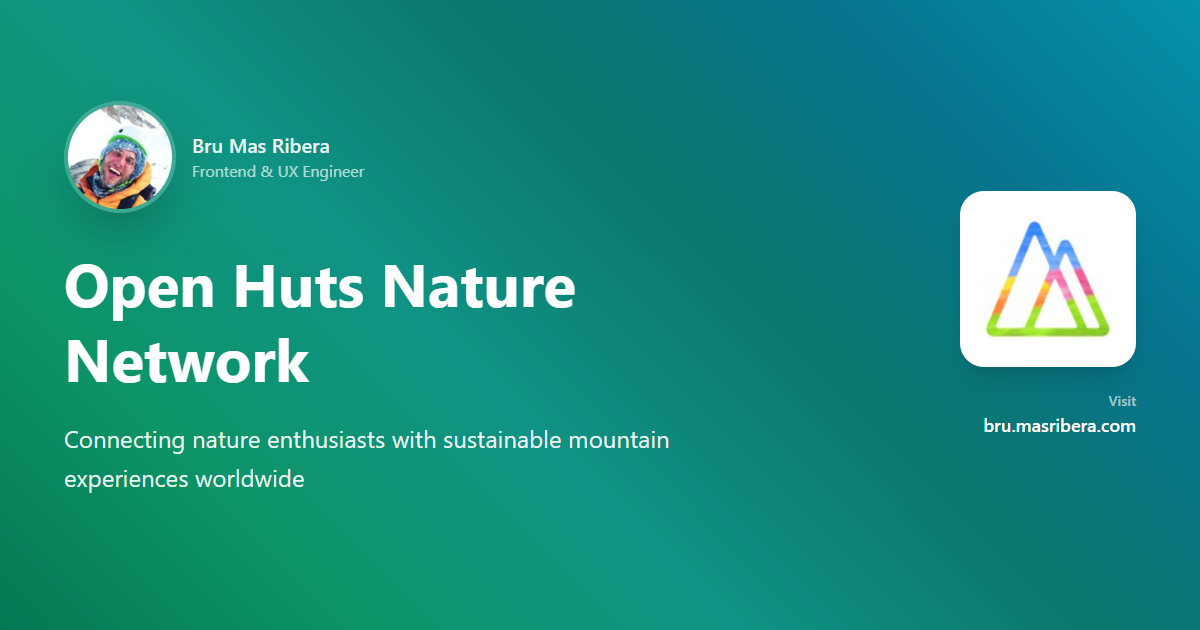 Bru Mas Ribera
Frontend & UX Engineer
Open Huts Nature
Network
Connecting nature enthusiasts with sustainable mountain
experiences worldwide
Visit
bru.masribera.com